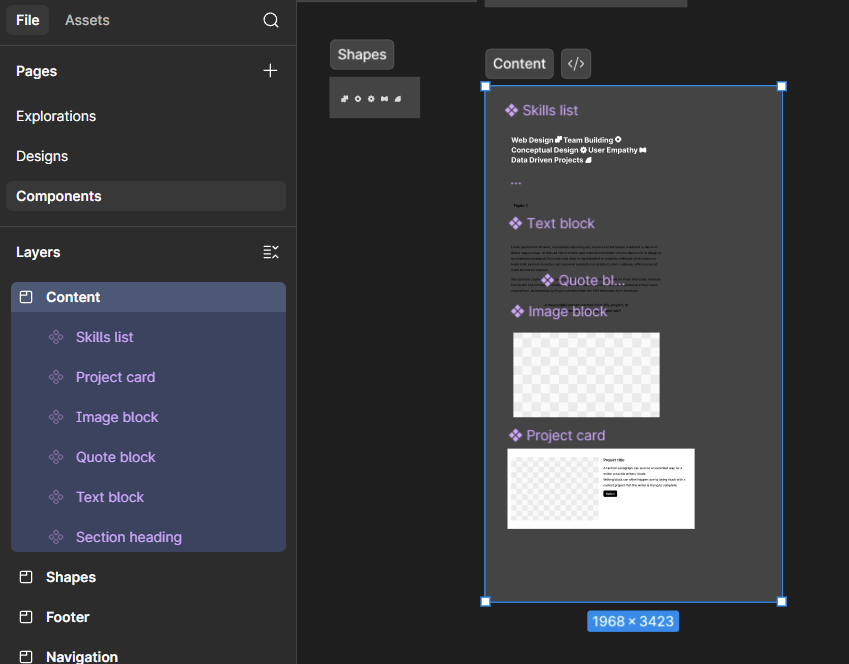 File
Assets
Pages
Explorations
Designs
Components
Layers
Content
Skills list
Project card
Image block
Quote block
Text block
Section heading
Shapes
Footer
Navigation
Shapes
Content
</>
Skills list
Web Design Team Building
Conceptual Design User Empathy
Data Driven Projects
...
Topic 1
Text block
Quote bl...
Image block
Project card
Project title
1968 × 3423